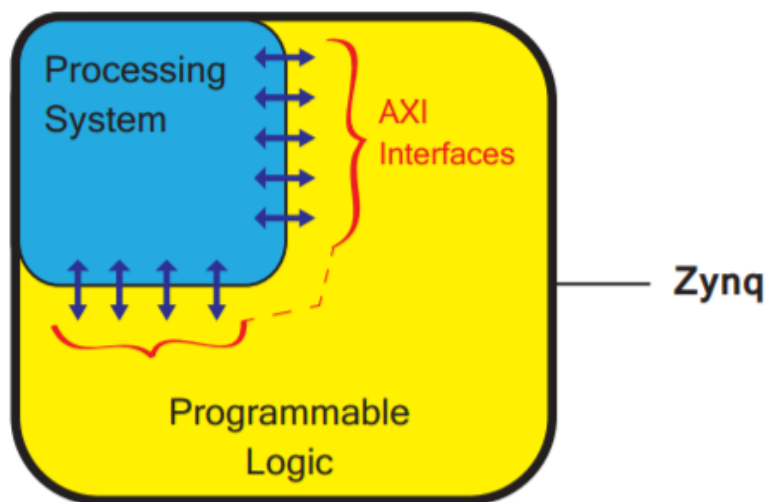 Processing
System
AXI
Interfaces
Zynq
Programmable
Logic